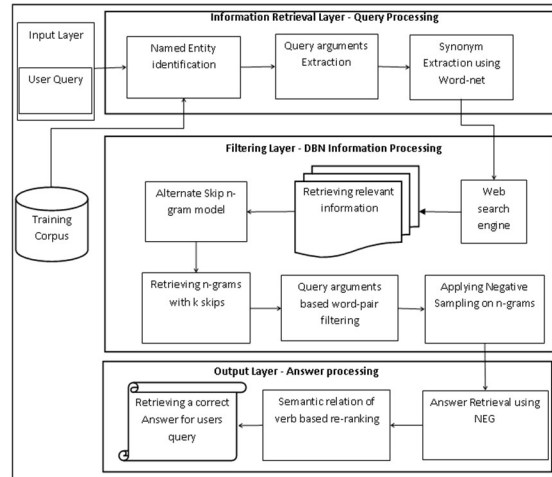 Information Retrieval Layer - Query Processing
Input Layer
User Query
Named Entity
identification
Query arguments
Extraction
Synonym
Extraction using
Word-net
Filtering Layer - DBN Information Processing
Training
Corpus
Alternate Skip n-
gram model
Retrieving relevant
information
Web
search
engine
Retrieving n-grams
with k skips
Query arguments
based word-pair
filtering
Applying Negative
Sampling on n-grams
Output Layer - Answer processing
Retrieving a correct
Answer for users
query
Semantic relation of
verb based re-ranking
Answer Retrieval using
NEG